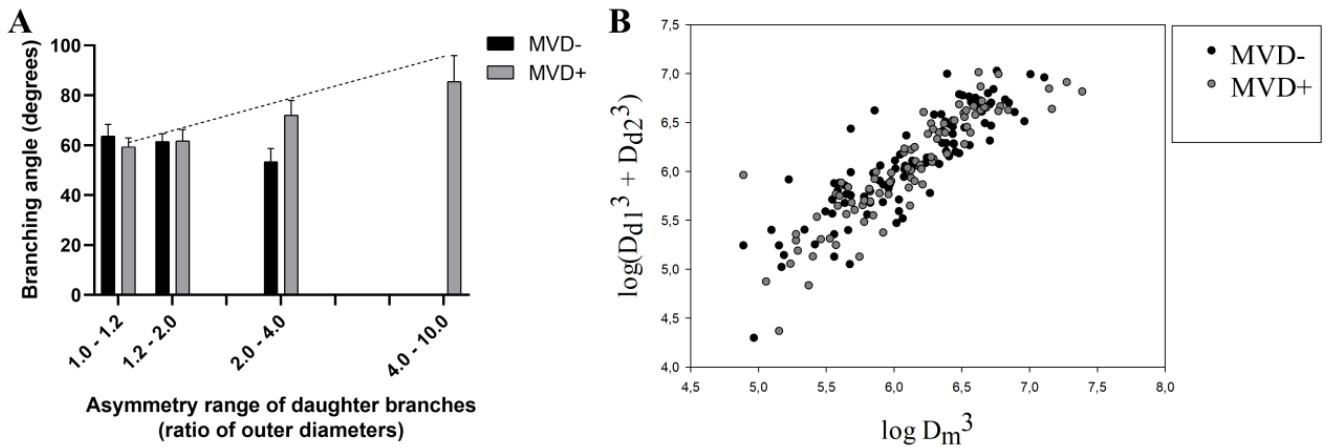 A
Branching angle (degrees)
100
80
60
40
20
0
MVD-
MVD+
1.0 - 1.2
1.2 - 2.0
2.0 - 4.0
4.0 - 10.0
Asymmetry range of daughter branches
(ratio of outer diameters)
B
log(Dd1³ + Dd2³)
7,5
7,0
6,5
6,0
5,5
5,0
4,5
4,0
4,5 5,0 5,5 6,0 6,5 7,0 7,5 8,0
log Dm³
MVD-
MVD+